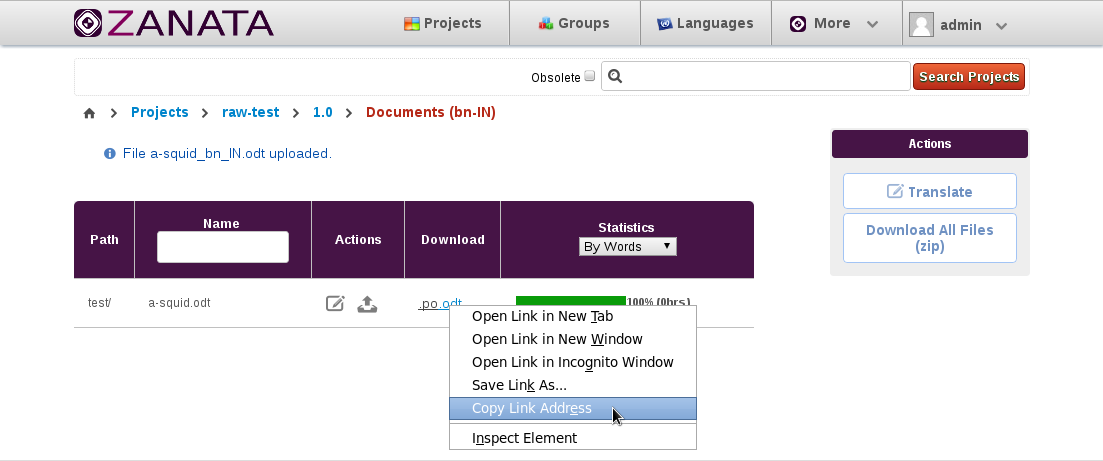 ZANATA
Projects
Groups
Languages
More
admin
Obsolete
Search Projects
Projects
raw-test
1.0
Documents (bn-IN)
File a-squid_bn_IN.odt uploaded.
Actions
Translate
Download All Files
(zip)
Path
Name
Actions
Download
Statistics
By Words
test/
a-squid.odt
.po .odt
100% (0hrs)
Open Link in New Tab
Open Link in New Window
Open Link in Incognito Window
Save Link As...
Copy Link Address
Inspect Element